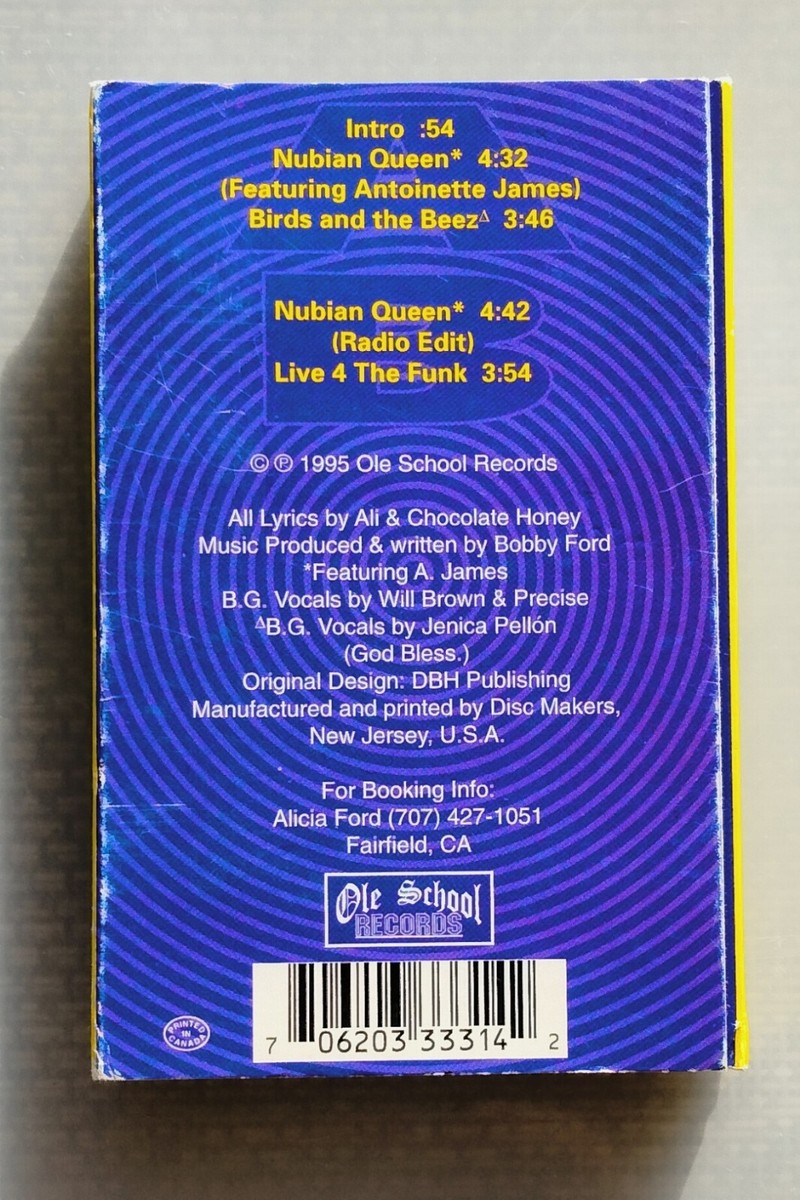 A
Intro :54
Nubian Queen* 4:32
(Featuring Antoinette James)
Birds and the Beez∆ 3:46
B
Nubian Queen* 4:42
(Radio Edit)
Live 4 The Funk 3:54
© ℗ 1995 Ole School Records
All Lyrics by Ali & Chocolate Honey
Music Produced & written by Bobby Ford
*Featuring A. James
B.G. Vocals by Will Brown & Precise
∆B.G. Vocals by Jenica Pellón
(God Bless.)
Original Design: DBH Publishing
Manufactured and printed by Disc Makers,
New Jersey, U.S.A.
For Booking Info:
Alicia Ford (707) 427-1051
Fairfield, CA
Ole School
RECORDS
PRINTED
IN
CANADA
7 06203 33314 2